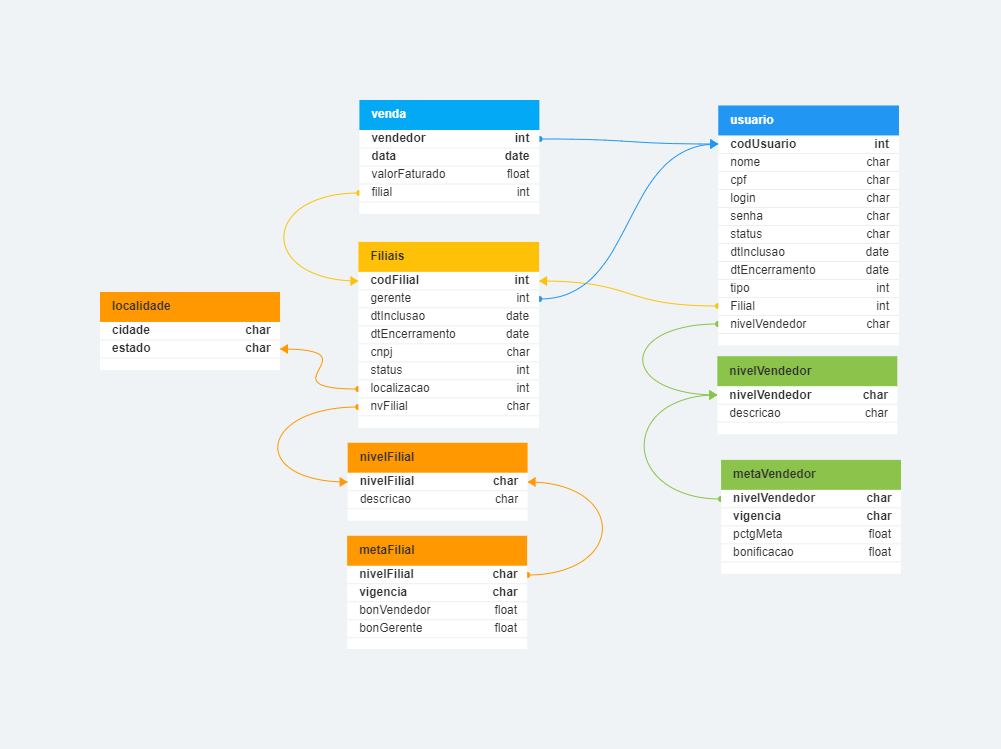 venda
vendedor int
data date
valorFaturado float
filial int
usuario
codUsuario int
nome char
cpf char
login char
senha char
status char
dtInclusao date
dtEncerramento date
tipo int
Filial int
nivelVendedor char
Filiais
codFilial int
gerente int
dtInclusao date
dtEncerramento date
cnpj char
status int
localizacao int
nvFilial char
localidade
cidade char
estado char
nivelVendedor
nivelVendedor char
descricao char
nivelFilial
nivelFilial char
descricao char
metaVendedor
nivelVendedor char
vigencia char
pctgMeta float
bonificacao float
metaFilial
nivelFilial char
vigencia char
bonVendedor float
bonGerente float